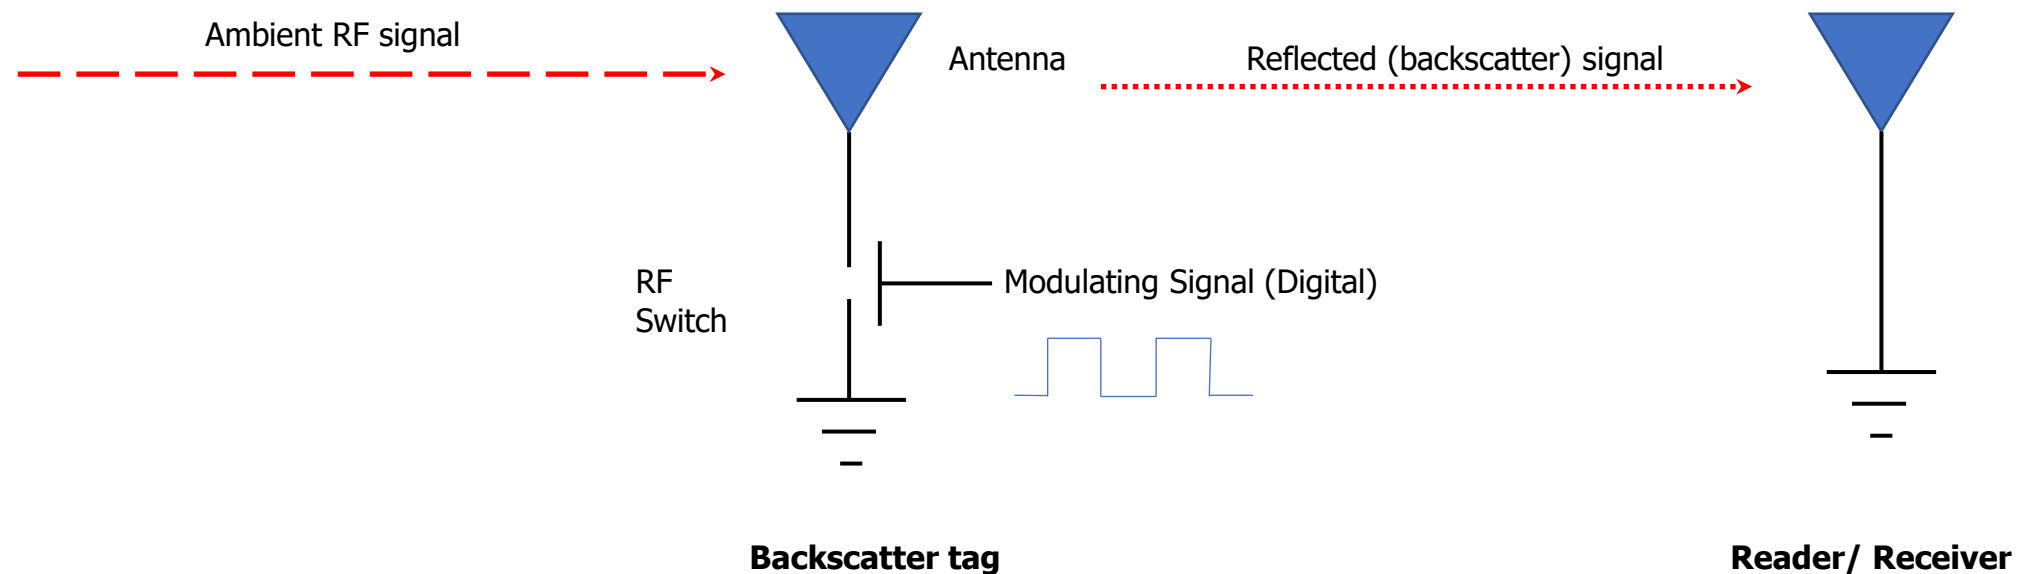 Ambient RF signal
Antenna
Reflected (backscatter) signal
RF
Switch
Modulating Signal (Digital)
Backscatter tag
Reader/ Receiver